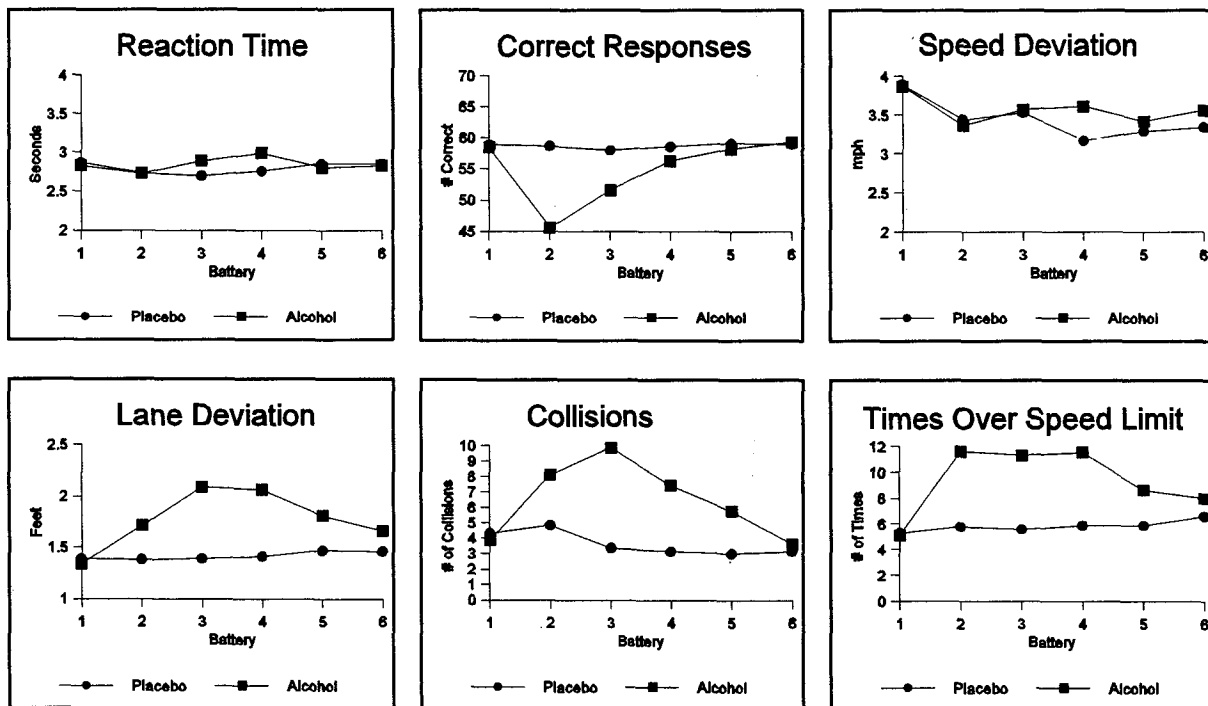 Reaction Time
4
3.5
3
2.5
2
Seconds
1 2 3 4 5 6
Battery
Placebo Alcohol
Correct Responses
70
65
60
55
50
45
# Correct
1 2 3 4 5 6
Battery
Placebo Alcohol
Speed Deviation
4
3.5
3
2.5
2
mph
1 2 3 4 5 6
Battery
Placebo Alcohol
Lane Deviation
2.5
2
1.5
1
Feet
1 2 3 4 5 6
Battery
Placebo Alcohol
Collisions
10
9
8
7
6
5
4
3
2
1
0
# of Collisions
1 2 3 4 5 6
Battery
Placebo Alcohol
Times Over Speed Limit
12
10
8
6
4
2
0
# of Times
1 2 3 4 5 6
Battery
Placebo Alcohol